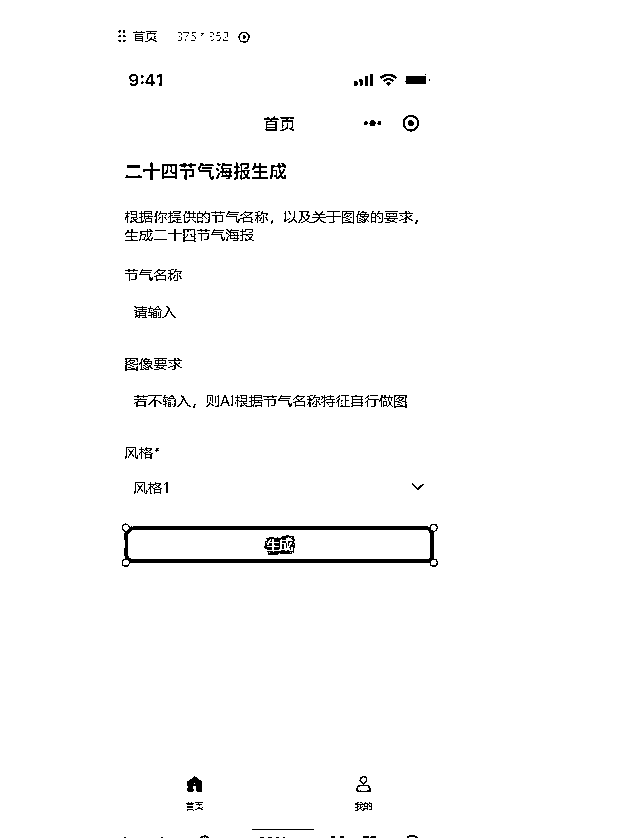 首页
9:41
首页
二十四节气海报生成
根据你提供的节气名称，以及关于图像的要求，
生成二十四节气海报
节气名称
请输入
图像要求
若不输入，则AI根据节气名称特征自行做图
风格*
风格1
生成
首页
我的